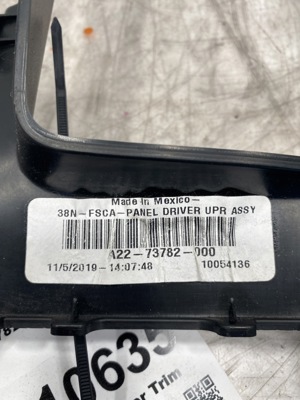 Made In Mexico-
38N-FSCA-PANEL DRIVER UPR ASSY
A22-73782-000
11/5/2019-14:07:48 10054136
10635
Trim